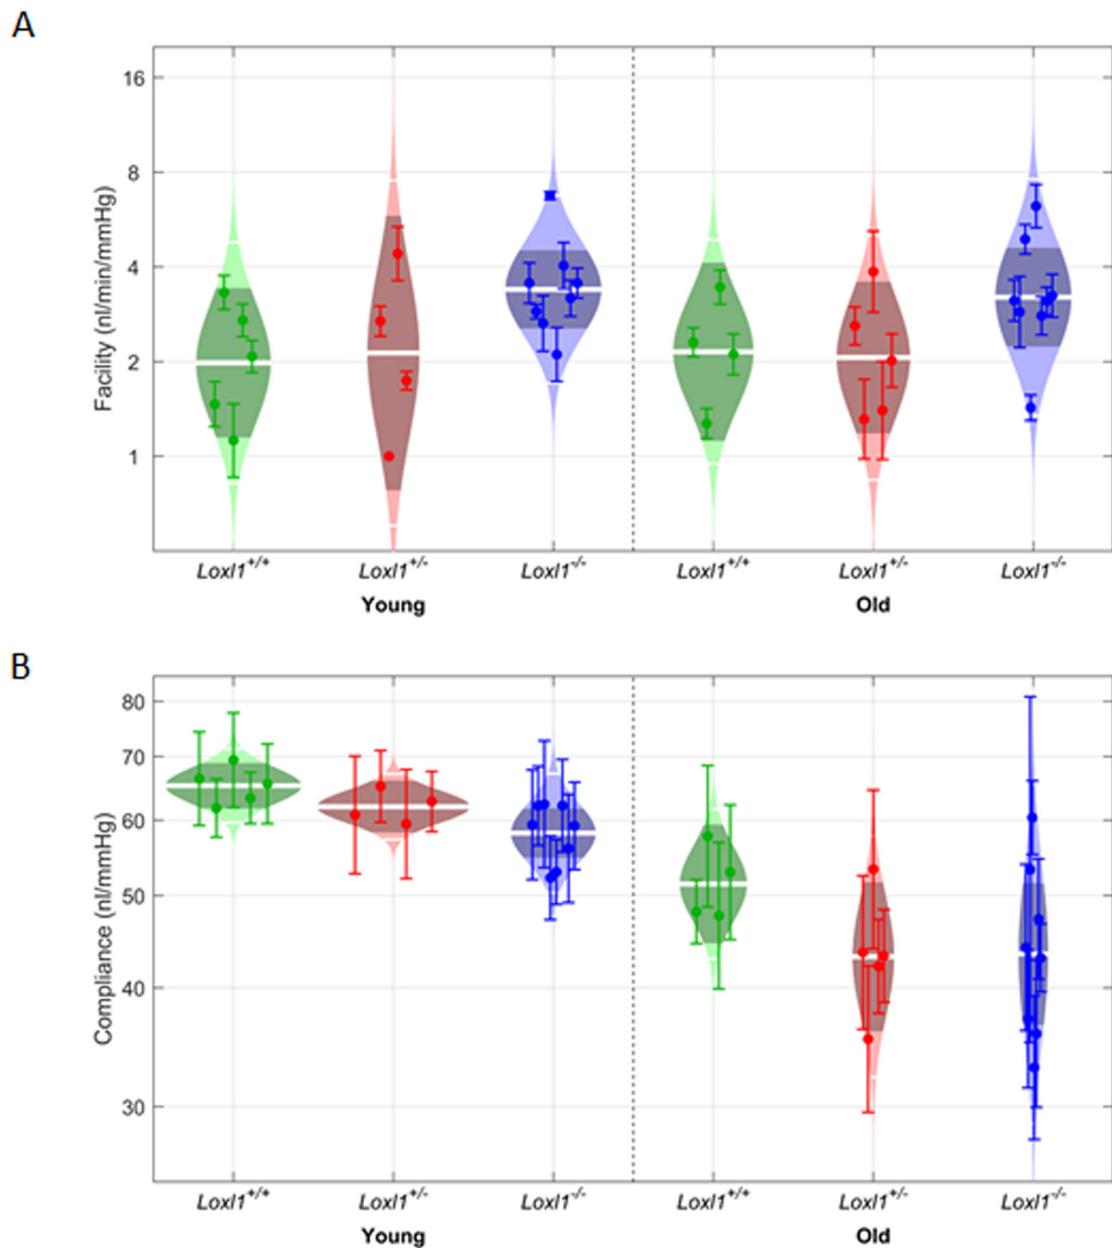 A
Facility (nl/min/mmHg)
16
8
4
2
1
Loxl1+/+ Loxl1+/- Loxl1-/- Loxl1+/+ Loxl1+/- Loxl1-/-
Young Old
B
Compliance (nl/mmHg)
80
70
60
50
40
30
Loxl1+/+ Loxl1+/- Loxl1-/- Loxl1+/+ Loxl1+/- Loxl1-/-
Young Old